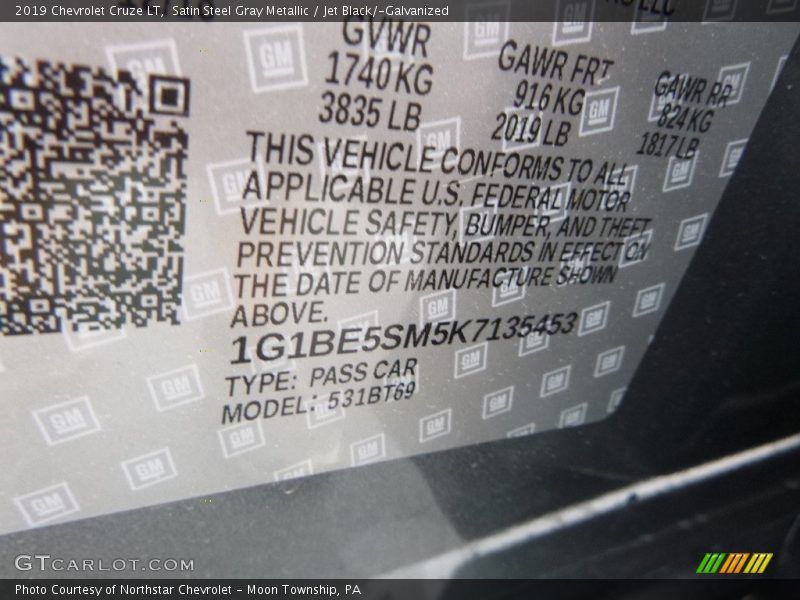 2019 Chevrolet Cruze LT, Satin Steel Gray Metallic / Jet Black/-Galvanized
LLC
GVWR
1740 KG
3835 LB
GAWR FRT
916 KG
2019 LB
GAWR RR
824 KG
1817 LB
THIS VEHICLE CONFORMS TO ALL
APPLICABLE U.S. FEDERAL MOTOR
VEHICLE SAFETY, BUMPER, AND THEFT
PREVENTION STANDARDS IN EFFECT ON
THE DATE OF MANUFACTURE SHOWN
ABOVE.
1G1BE5SM5K7135453
TYPE: PASS CAR
MODEL: 531BT69
GM
GTCARLOT.COM
Photo Courtesy of Northstar Chevrolet - Moon Township, PA